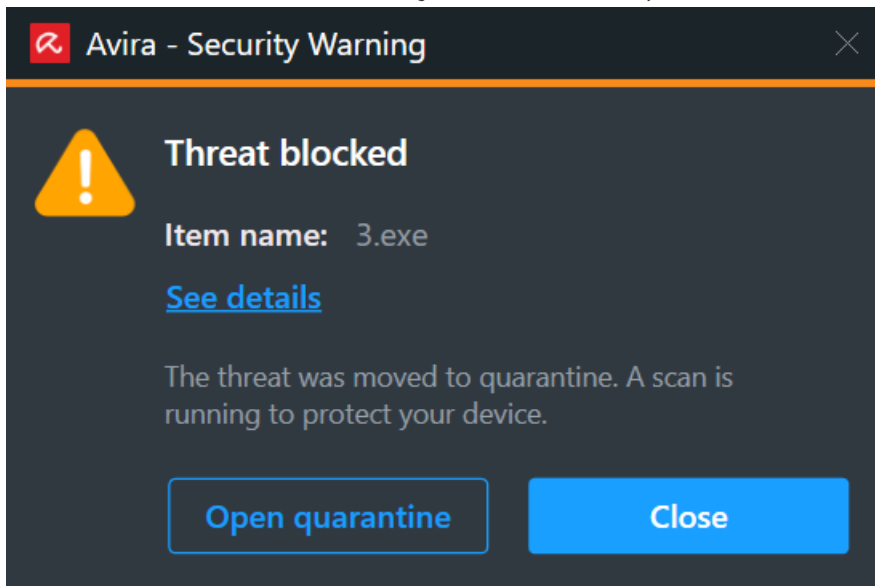 Avira - Security Warning
Threat blocked
Item name: 3.exe
See details
The threat was moved to quarantine. A scan is
running to protect your device.
Open quarantine
Close